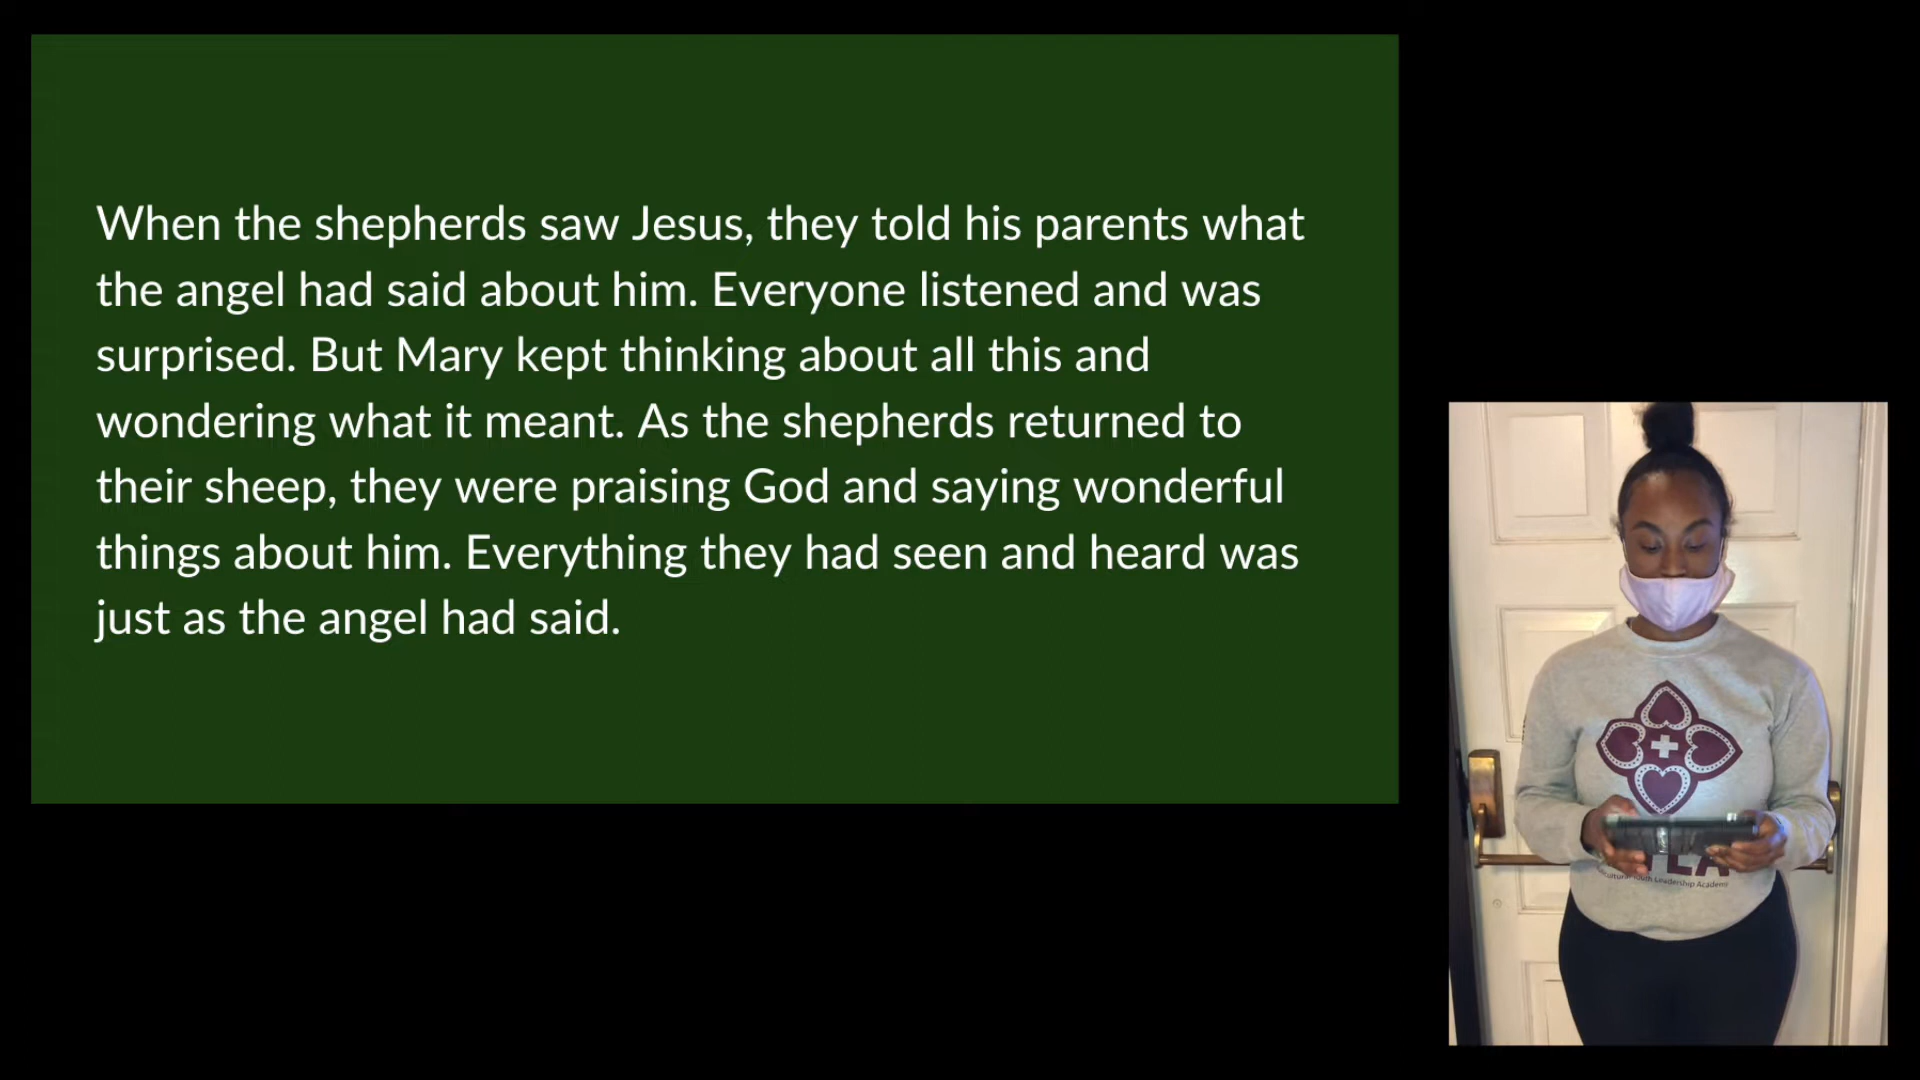 When the shepherds saw Jesus, they told his parents what
the angel had said about him. Everyone listened and was
surprised. But Mary kept thinking about all this and
wondering what it meant. As the shepherds returned to
their sheep, they were praising God and saying wonderful
things about him. Everything they had seen and heard was
just as the angel had said.
Youth Leadership Academy